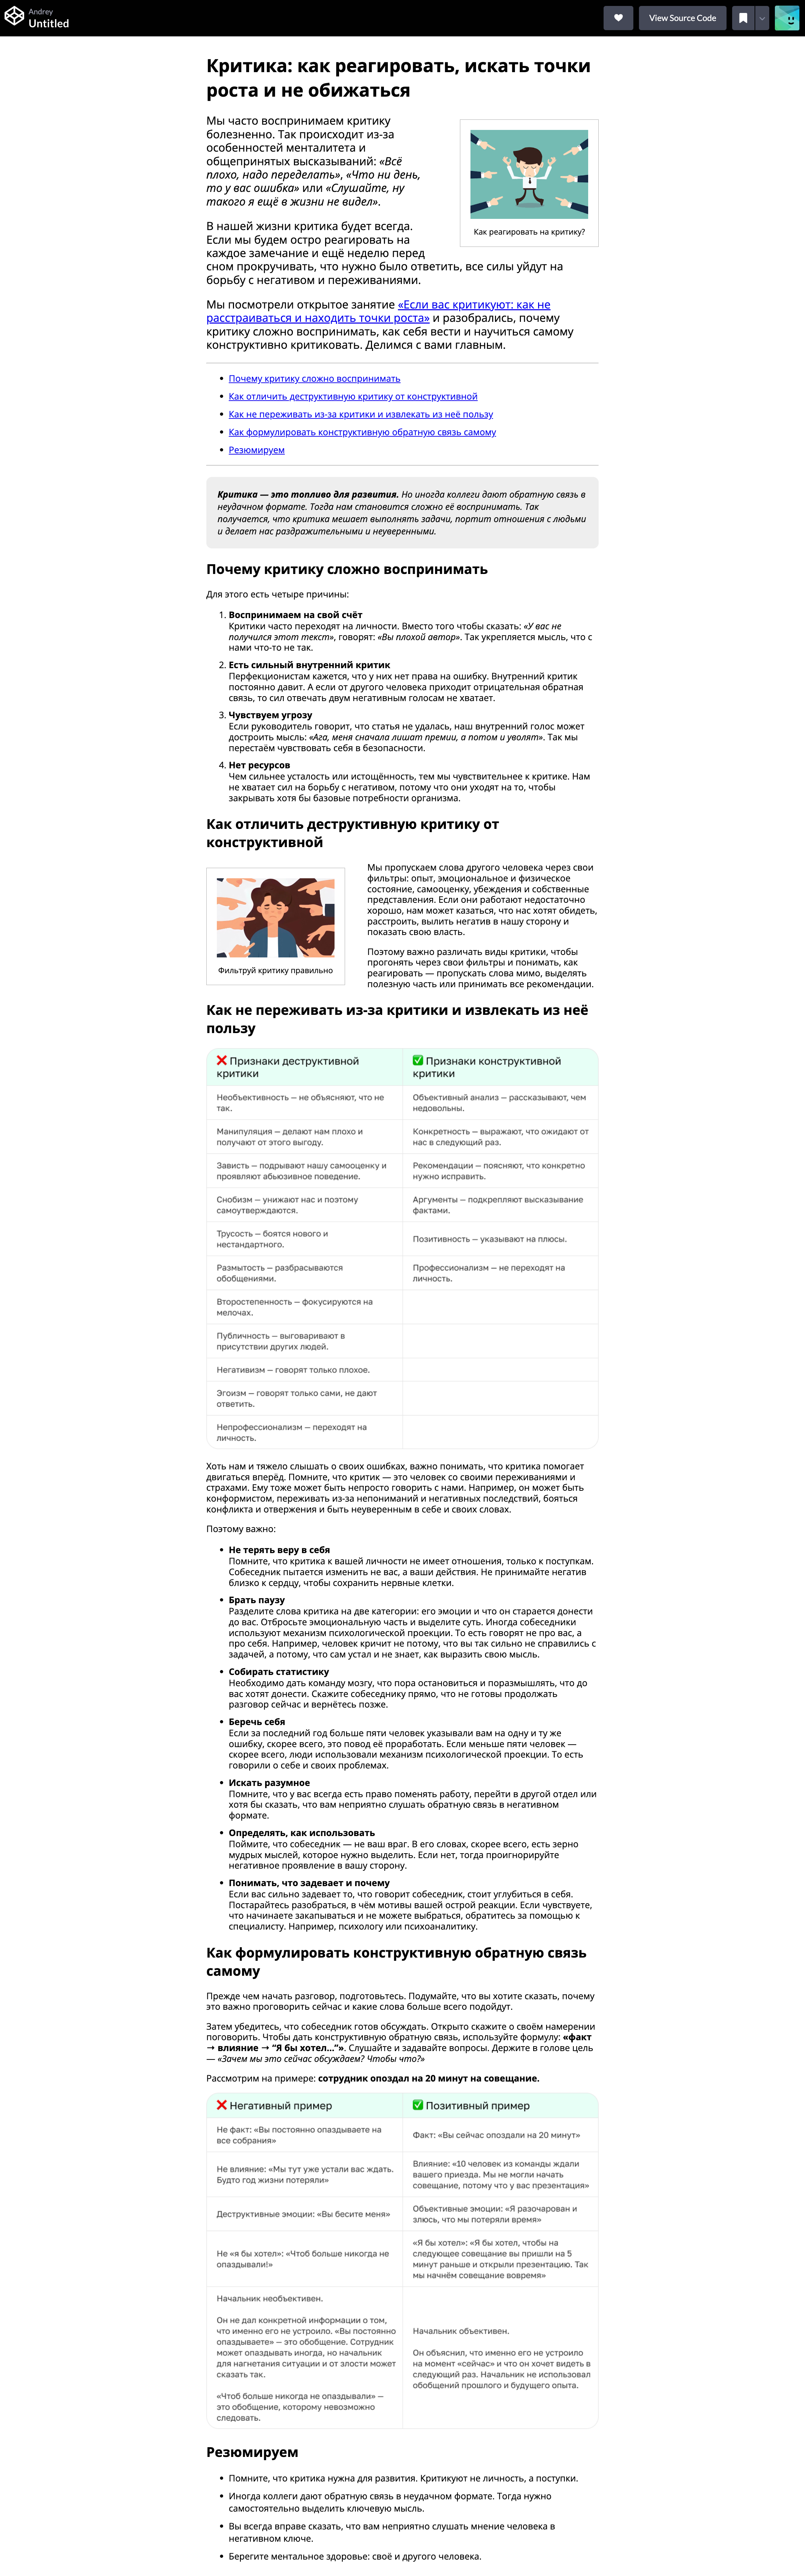 Andrey
Untitled
View Source Code
Критика: как реагировать, искать точки
роста и не обижаться
Мы часто воспринимаем критику
болезненно. Так происходит из-за
особенностей менталитета и
общепринятых высказываний: «Всё
плохо, надо переделать», «Что ни день,
то у вас ошибка» или «Слушайте, ну
такого я ещё в жизни не видел».
Как реагировать на критику?
В нашей жизни критика будет всегда.
Если мы будем остро реагировать на
каждое замечание и ещё неделю перед
сном прокручивать, что нужно было ответить, все силы уйдут на
борьбу с негативом и переживаниями.
Мы посмотрели открытое занятие «Если вас критикуют: как не
расстраиваться и находить точки роста» и разобрались, почему
критику сложно воспринимать, как себя вести и научиться самому
конструктивно критиковать. Делимся с вами главным.
Почему критику сложно воспринимать
Как отличить деструктивную критику от конструктивной
Как не переживать из-за критики и извлекать из неё пользу
Как формулировать конструктивную обратную связь самому
Резюмируем
Критика — это топливо для развития. Но иногда коллеги дают обратную связь в
неудачном формате. Тогда нам становится сложно её воспринимать. Так
получается, что критика мешает выполнять задачи, портит отношения с людьми
и делает нас раздражительными и неуверенными.
Почему критику сложно воспринимать
Для этого есть четыре причины:
1. Воспринимаем на свой счёт
Критики часто переходят на личности. Вместо того чтобы сказать: «У вас не
получился этот текст», говорят: «Вы плохой автор». Так укрепляется мысль, что с
нами что-то не так.
2. Есть сильный внутренний критик
Перфекционистам кажется, что у них нет права на ошибку. Внутренний критик
постоянно давит. А если от другого человека приходит отрицательная обратная
связь, то сил отвечать двум негативным голосам не хватает.
3. Чувствуем угрозу
Если руководитель говорит, что статья не удалась, наш внутренний голос может
достроить мысль: «Ага, меня сначала лишат премии, а потом и уволят». Так мы
перестаём чувствовать себя в безопасности.
4. Нет ресурсов
Чем сильнее усталость или истощённость, тем мы чувствительнее к критике. Нам
не хватает сил на борьбу с негативом, потому что они уходят на то, чтобы
закрывать хотя бы базовые потребности организма.
Как отличить деструктивную критику от
конструктивной
Фильтруй критику правильно
Мы пропускаем слова другого человека через свои
фильтры: опыт, эмоциональное и физическое
состояние, самооценку, убеждения и собственные
представления. Если они работают недостаточно
хорошо, нам может казаться, что нас хотят обидеть,
расстроить, вылить негатив в нашу сторону и
показать свою власть.
Поэтому важно различать виды критики, чтобы
прогонять через свои фильтры и понимать, как
реагировать — пропускать слова мимо, выделять
полезную часть или принимать все рекомендации.
Как не переживать из-за критики и извлекать из неё
пользу
❌ Признаки деструктивной
критики
✅ Признаки конструктивной
критики
Необъективность — не объясняют, что не
так.
Объективный анализ — рассказывают, чем
недовольны.
Манипуляция — делают нам плохо и
получают от этого выгоду.
Конкретность — выражают, что ожидают от
нас в следующий раз.
Зависть — подрывают нашу самооценку и
проявляют абьюзивное поведение.
Рекомендации — поясняют, что конкретно
нужно исправить.
Снобизм — унижают нас и поэтому
самоутверждаются.
Аргументы — подкрепляют высказывание
фактами.
Трусость — боятся нового и
нестандартного.
Позитивность — указывают на плюсы.
Размытость — разбрасываются
обобщениями.
Профессионализм — не переходят на
личность.
Второстепенность — фокусируются на
мелочах.
Публичность — выговаривают в
присутствии других людей.
Негативизм — говорят только плохое.
Эгоизм — говорят только сами, не дают
ответить.
Непрофессионализм — переходят на
личность.
Хоть нам и тяжело слышать о своих ошибках, важно понимать, что критика помогает
двигаться вперёд. Помните, что критик — это человек со своими переживаниями и
страхами. Ему тоже может быть непросто говорить с нами. Например, он может быть
конформистом, переживать из-за непониманий и негативных последствий, бояться
конфликта и отвержения и быть неуверенным в себе и своих словах.
Поэтому важно:
Не терять веру в себя
Помните, что критика к вашей личности не имеет отношения, только к поступкам.
Собеседник пытается изменить не вас, а ваши действия. Не принимайте негатив
близко к сердцу, чтобы сохранить нервные клетки.
Брать паузу
Разделите слова критика на две категории: его эмоции и что он старается донести
до вас. Отбросьте эмоциональную часть и выделите суть. Иногда собеседники
используют механизм психологической проекции. То есть говорят не про вас, а
про себя. Например, человек кричит не потому, что вы так сильно не справились с
задачей, а потому, что сам устал и не знает, как выразить свою мысль.
Собирать статистику
Необходимо дать команду мозгу, что пора остановиться и поразмышлять, что до
вас хотят донести. Скажите собеседнику прямо, что не готовы продолжать
разговор сейчас и вернётесь позже.
Беречь себя
Если за последний год больше пяти человек указывали вам на одну и ту же
ошибку, скорее всего, это повод её проработать. Если меньше пяти человек —
скорее всего, люди использовали механизм психологической проекции. То есть
говорили о себе и своих проблемах.
Искать разумное
Помните, что у вас всегда есть право поменять работу, перейти в другой отдел или
хотя бы сказать, что вам неприятно слушать обратную связь в негативном
формате.
Определять, как использовать
Поймите, что собеседник — не ваш враг. В его словах, скорее всего, есть зерно
мудрых мыслей, которое нужно выделить. Если нет, тогда проигнорируйте
негативное проявление в вашу сторону.
Понимать, что задевает и почему
Если вас сильно задевает то, что говорит собеседник, стоит углубиться в себя.
Постарайтесь разобраться, в чём мотивы вашей острой реакции. Если чувствуете,
что начинаете закапываться и не можете выбраться, обратитесь за помощью к
специалисту. Например, психологу или психоаналитику.
Как формулировать конструктивную обратную связь
самому
Прежде чем начать разговор, подготовьтесь. Подумайте, что вы хотите сказать, почему
это важно проговорить сейчас и какие слова больше всего подойдут.
Затем убедитесь, что собеседник готов обсуждать. Открыто скажите о своём намерении
поговорить. Чтобы дать конструктивную обратную связь, используйте формулу: «факт
→ влияние → “Я бы хотел…”». Слушайте и задавайте вопросы. Держите в голове цель
— «Зачем мы это сейчас обсуждаем? Чтобы что?»
Рассмотрим на примере: сотрудник опоздал на 20 минут на совещание.
❌ Негативный пример
✅ Позитивный пример
Не факт: «Вы постоянно опаздываете на
все собрания»
Факт: «Вы сейчас опоздали на 20 минут»
Не влияние: «Мы тут уже устали вас ждать.
Будто год жизни потеряли»
Влияние: «10 человек из команды ждали
вашего приезда. Мы не могли начать
совещание, потому что у вас презентация»
Деструктивные эмоции: «Вы бесите меня»
Объективные эмоции: «Я разочарован и
злюсь, что мы потеряли время»
Не «я бы хотел»: «Чтоб больше никогда не
опаздывали!»
«Я бы хотел»: «Я бы хотел, чтобы на
следующее совещание вы пришли на 5
минут раньше и открыли презентацию. Так
мы начнём совещание вовремя»
Начальник необъективен.
Он не дал конкретной информации о том,
что именно его не устроило. «Вы постоянно
опаздываете» — это обобщение. Сотрудник
может опаздывать иногда, но начальник
для нагнетания ситуации и от злости может
сказать так.
«Чтоб больше никогда не опаздывали» —
это обобщение, которому невозможно
следовать.
Начальник объективен.
Он объяснил, что именно его не устроило
на момент «сейчас» и что он хочет видеть в
следующий раз. Начальник не использовал
обобщений прошлого и будущего опыта.
Резюмируем
Помните, что критика нужна для развития. Критикуют не личность, а поступки.
Иногда коллеги дают обратную связь в неудачном формате. Тогда нужно
самостоятельно выделить ключевую мысль.
Вы всегда вправе сказать, что вам неприятно слушать мнение человека в
негативном ключе.
Берегите ментальное здоровье: своё и другого человека.